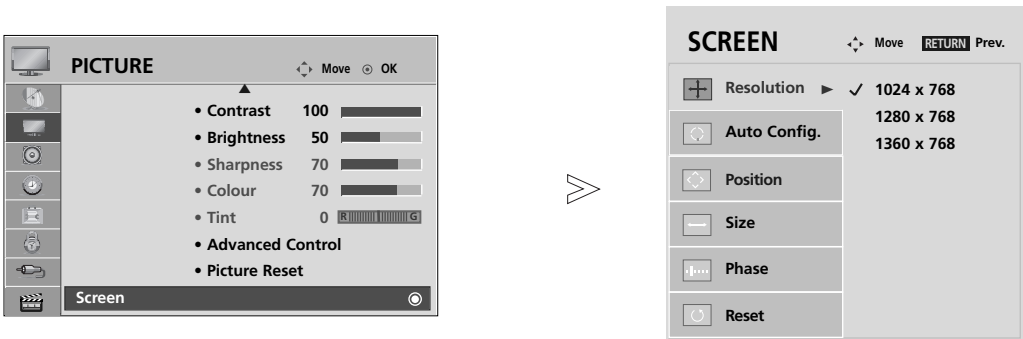 PICTURE
Move OK
• Contrast 100
• Brightness 50
• Sharpness 70
• Colour 70
• Tint 0 R G
• Advanced Control
• Picture Reset
Screen
SCREEN
Move RETURN Prev.
Resolution ► ✓ 1024 x 768
1280 x 768
1360 x 768
Auto Config.
Position
Size
Phase
Reset